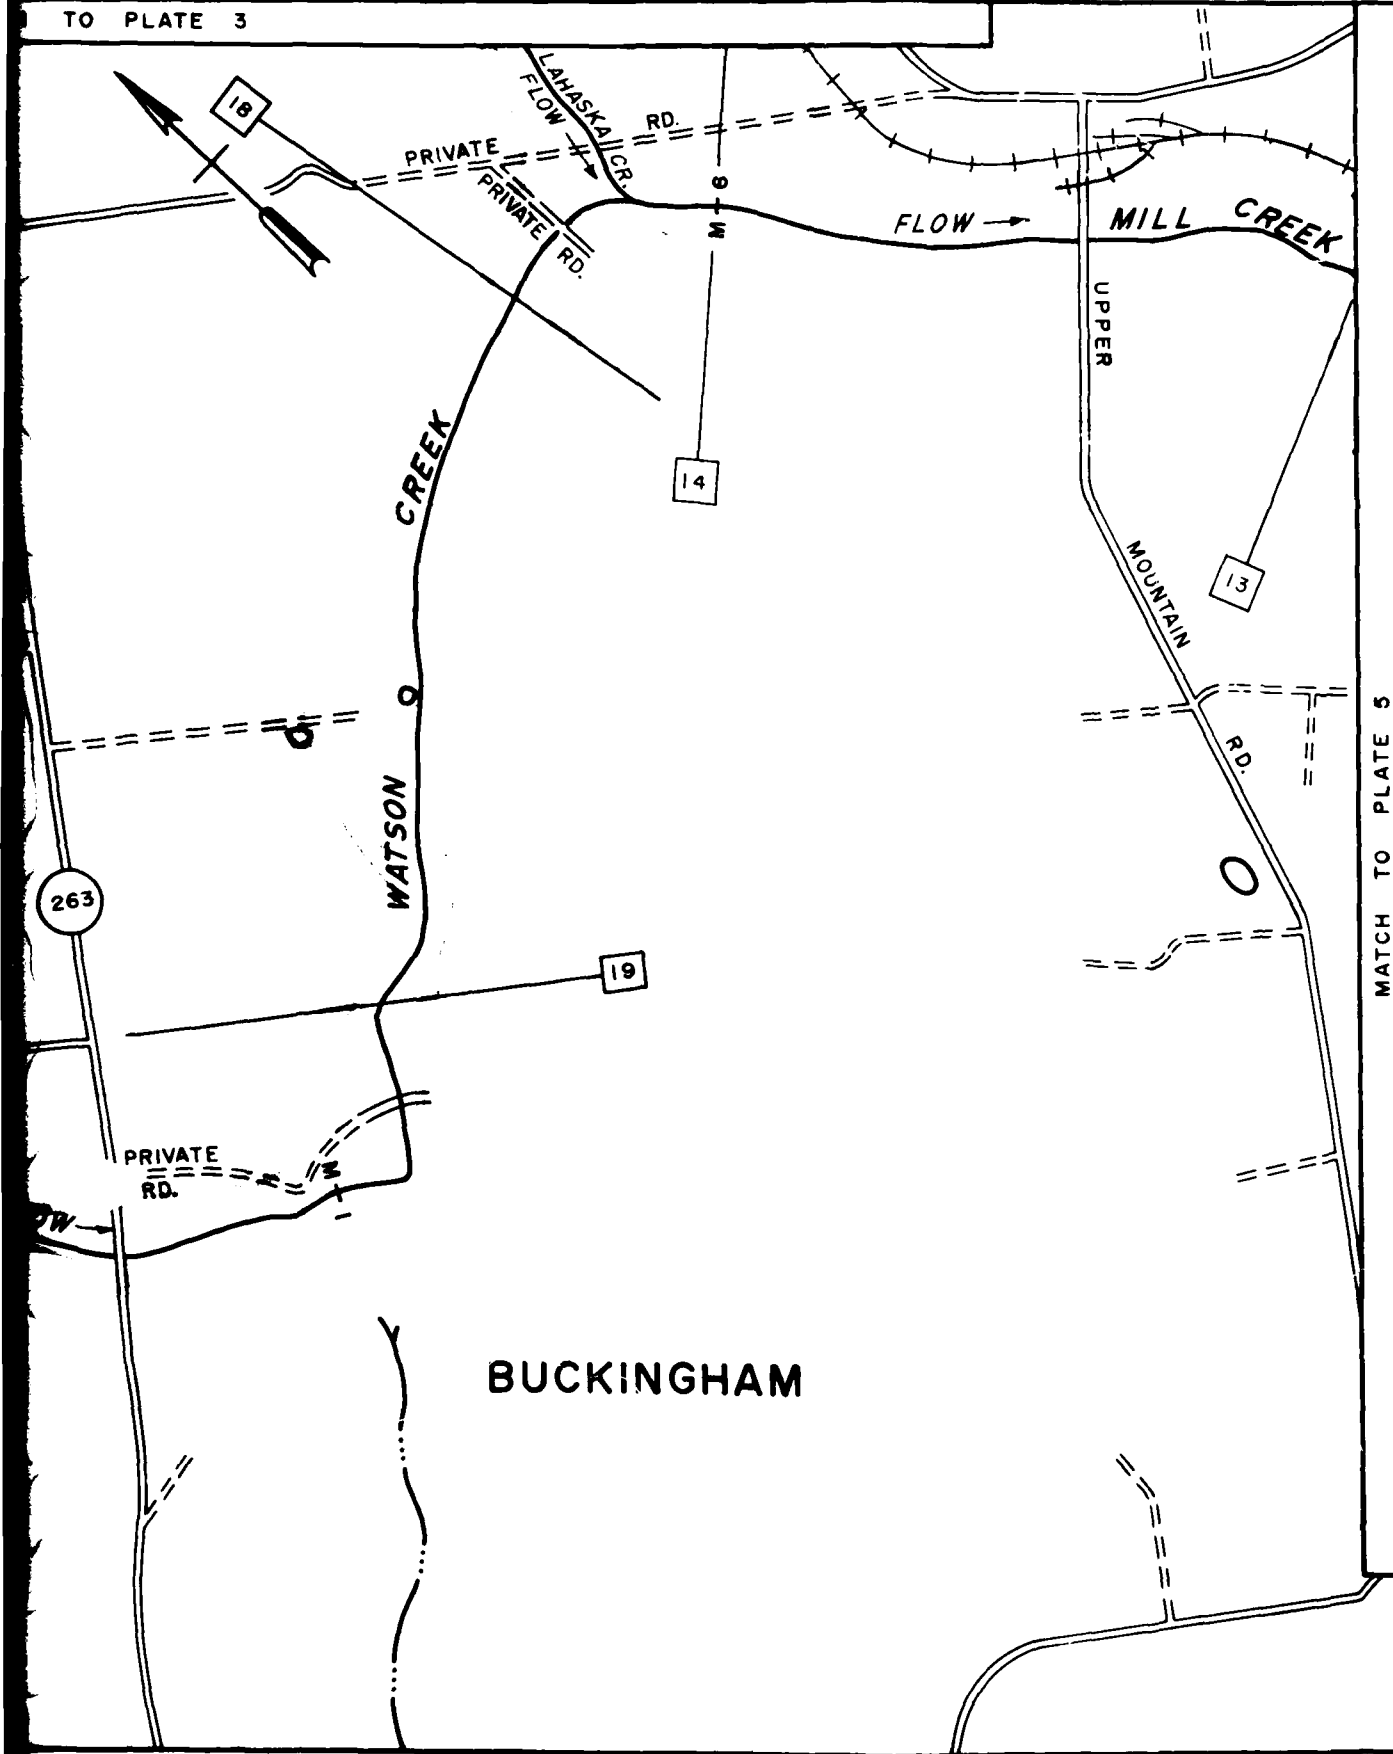 TO PLATE 3
18
LAHASKA CR.
FLOW
PRIVATE RD.
PRIVATE RD.
M 6
FLOW
MILL CREEK
UPPER MOUNTAIN RD.
14
13
WATSON CREEK
MATCH TO PLATE 5
263
19
PRIVATE
RD.
M 1
BUCKINGHAM